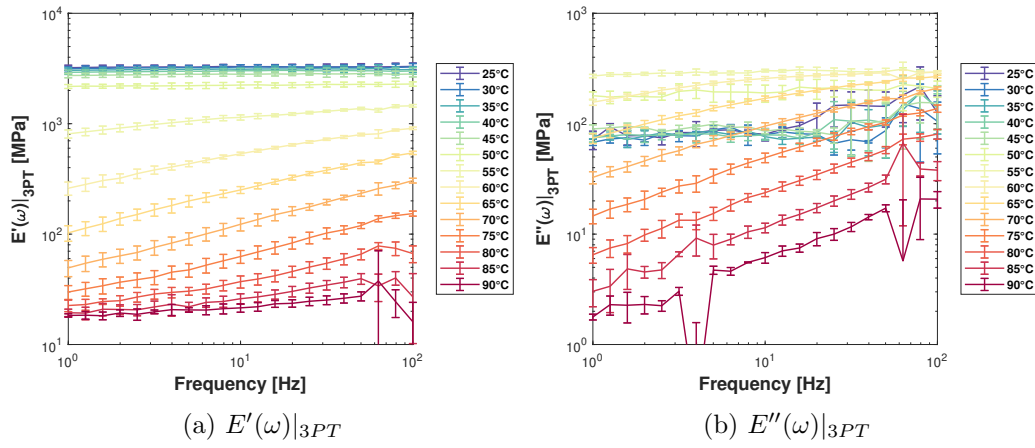 10⁴
10³
10²
10¹
E'(ω)|3PT [MPa]
10⁰
10¹
10²
Frequency [Hz]
25°C
30°C
35°C
40°C
45°C
50°C
55°C
60°C
65°C
70°C
75°C
80°C
85°C
90°C
(a) E′(ω)|3PT
10³
10²
10¹
10⁰
E''(ω)|3PT [MPa]
10⁰
10¹
10²
Frequency [Hz]
25°C
30°C
35°C
40°C
45°C
50°C
55°C
60°C
65°C
70°C
75°C
80°C
85°C
90°C
(b) E″(ω)|3PT